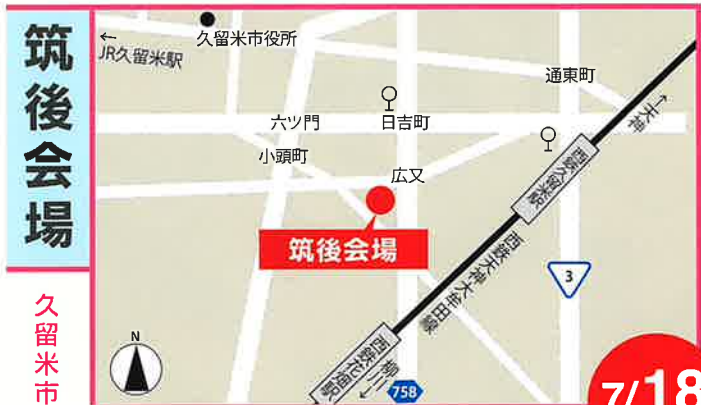 筑後会場
久留米市
久留米市役所
←
JR久留米駅
通東町
↑天神
六ツ門
日吉町
小頭町
広又
西鉄久留米駅
筑後会場
西鉄天神大牟田線
3
N
西鉄花畑駅
柳川↓
758
7/18